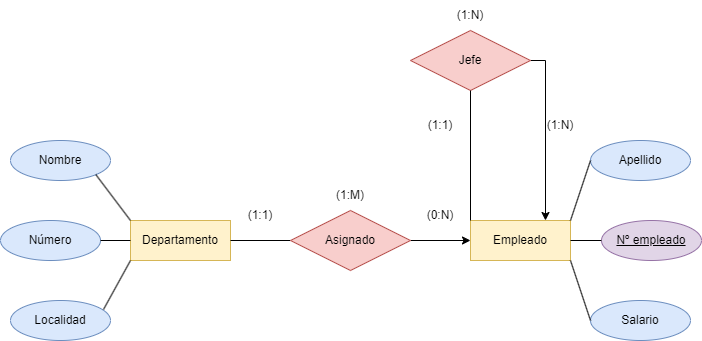 (1:N)
Jefe
(1:1)
(1:N)
Nombre
Apellido
(1:M)
(1:1)
(0:N)
Número
Departamento
Asignado
Empleado
Nº empleado
Localidad
Salario